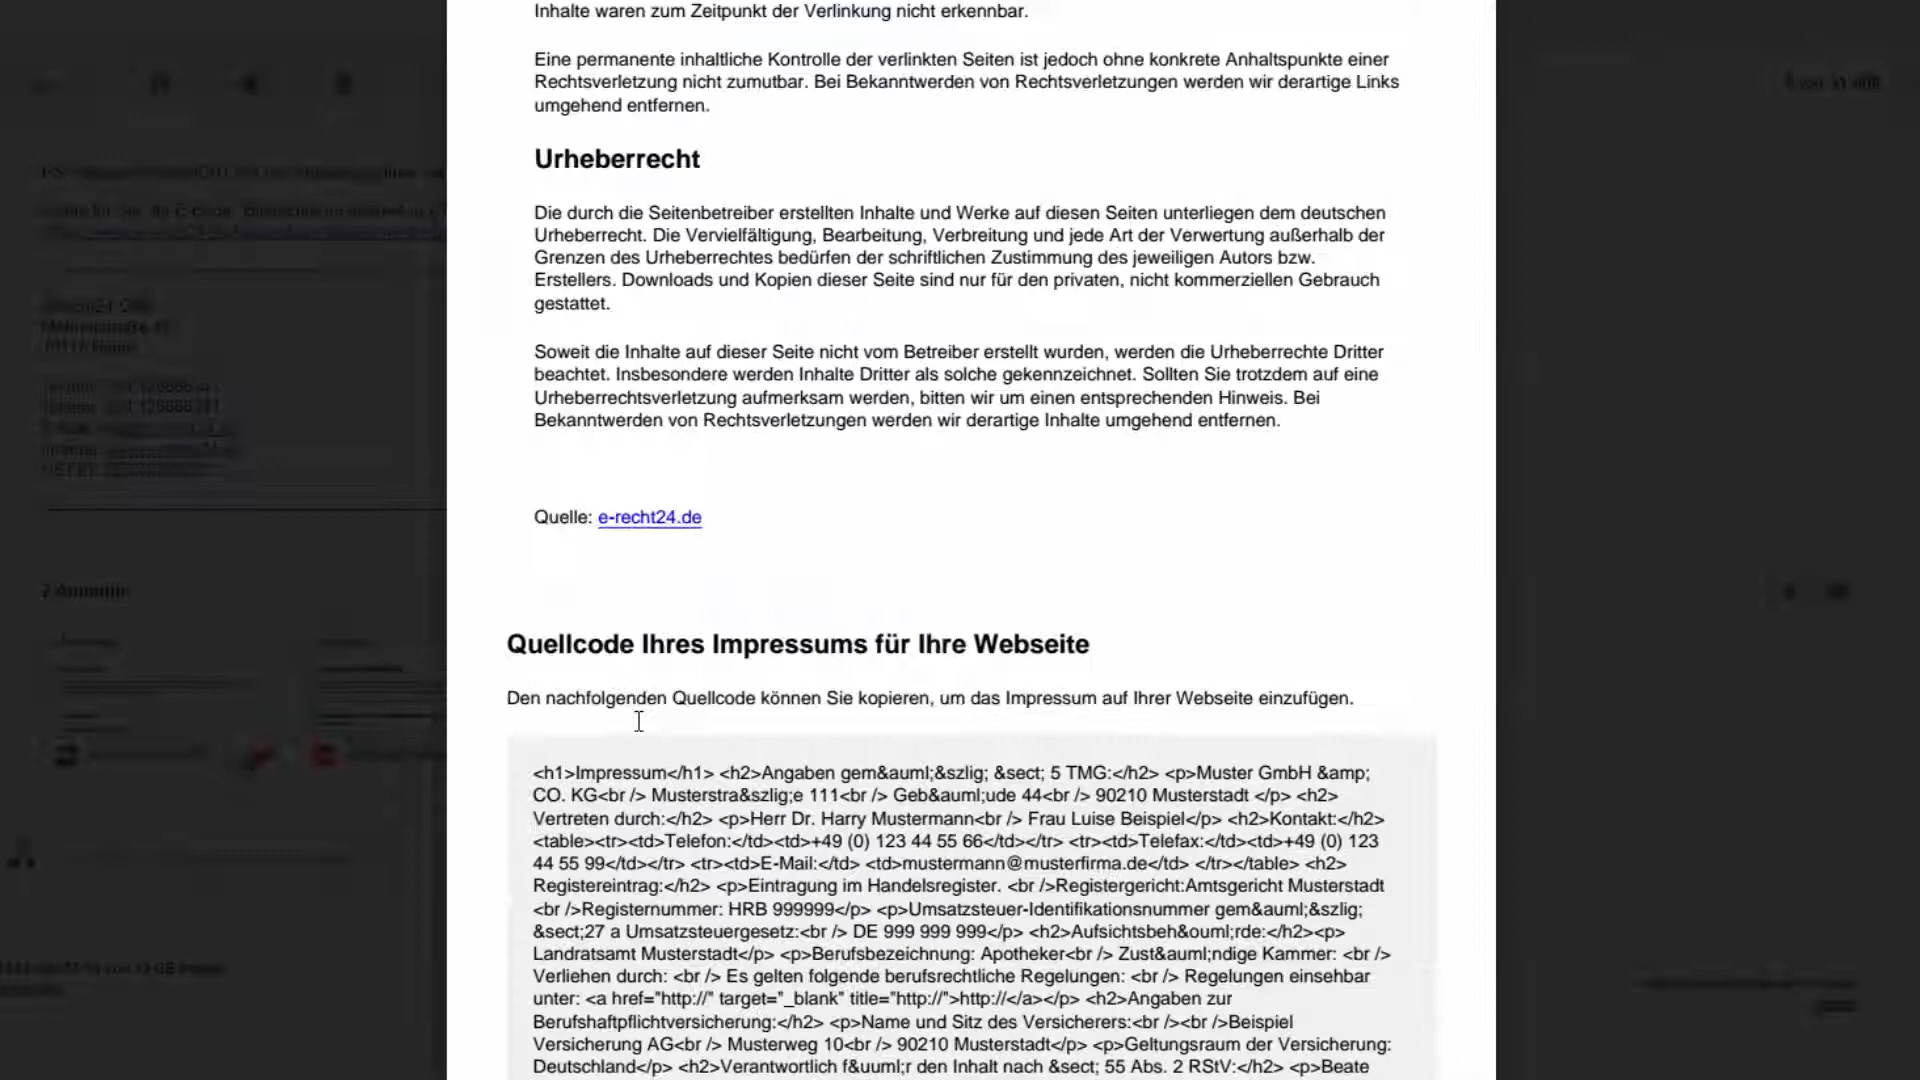 Inhalte waren zum Zeitpunkt der Verlinkung nicht erkennbar.
Eine permanente inhaltliche Kontrolle der verlinkten Seiten ist jedoch ohne konkrete Anhaltspunkte einer
Rechtsverletzung nicht zumutbar. Bei Bekanntwerden von Rechtsverletzungen werden wir derartige Links
umgehend entfernen.
Urheberrecht
Die durch die Seitenbetreiber erstellten Inhalte und Werke auf diesen Seiten unterliegen dem deutschen
Urheberrecht. Die Vervielfältigung, Bearbeitung, Verbreitung und jede Art der Verwertung außerhalb der
Grenzen des Urheberrechtes bedürfen der schriftlichen Zustimmung des jeweiligen Autors bzw.
Erstellers. Downloads und Kopien dieser Seite sind nur für den privaten, nicht kommerziellen Gebrauch
gestattet.
Soweit die Inhalte auf dieser Seite nicht vom Betreiber erstellt wurden, werden die Urheberrechte Dritter
beachtet. Insbesondere werden Inhalte Dritter als solche gekennzeichnet. Sollten Sie trotzdem auf eine
Urheberrechtsverletzung aufmerksam werden, bitten wir um einen entsprechenden Hinweis. Bei
Bekanntwerden von Rechtsverletzungen werden wir derartige Inhalte umgehend entfernen.
Quelle: e-recht24.de
Quellcode Ihres Impressums für Ihre Webseite
Den nachfolgenden Quellcode können Sie kopieren, um das Impressum auf Ihrer Webseite einzufügen.
<h1>Impressum</h1> <h2>Angaben gem&auml;&szlig; &sect; 5 TMG:</h2> <p>Muster GmbH &amp;
CO. KG<br /> Musterstra&szlig;e 111<br /> Geb&auml;ude 44<br /> 90210 Musterstadt </p> <h2>
Vertreten durch:</h2> <p>Herr Dr. Harry Mustermann<br /> Frau Luise Beispiel</p> <h2>Kontakt:</h2>
<table><tr><td>Telefon:</td><td>+49 (0) 123 44 55 66</td></tr> <tr><td>Telefax:</td><td>+49 (0) 123
44 55 99</td></tr> <tr><td>E-Mail:</td> <td>mustermann@musterfirma.de</td> </tr></table> <h2>
Registereintrag:</h2> <p>Eintragung im Handelsregister. <br />Registergericht:Amtsgericht Musterstadt
<br />Registernummer: HRB 999999</p> <p>Umsatzsteuer-Identifikationsnummer gem&auml;&szlig;
&sect;27 a Umsatzsteuergesetz:<br /> DE 999 999 999</p> <h2>Aufsichtsbeh&ouml;rde:</h2><p>
Landratsamt Musterstadt</p> <p>Berufsbezeichnung: Apotheker<br /> Zust&auml;ndige Kammer: <br />
Verliehen durch: <br /> Es gelten folgende berufsrechtliche Regelungen: <br /> Regelungen einsehbar
unter: <a href="http://" target="_blank" title="http://">http://</a></p> <h2>Angaben zur
Berufshaftpflichtversicherung:</h2> <p>Name und Sitz des Versicherers:<br /><br />Beispiel
Versicherung AG<br /> Musterweg 10<br /> 90210 Musterstadt</p> <p>Geltungsraum der Versicherung:
Deutschland</p> <h2>Verantwortlich f&uuml;r den Inhalt nach &sect; 55 Abs. 2 RStV:</h2> <p>Beate